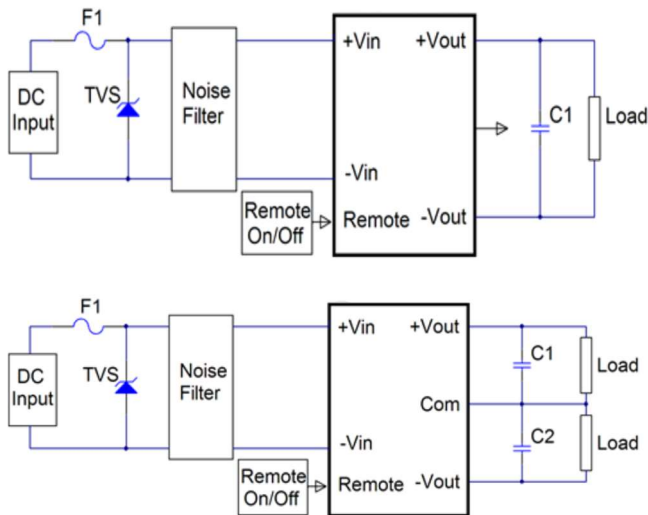 F1
+Vin
+Vout
DC
Input
TVS
Noise
Filter
C1
Load
-Vin
Remote
On/Off
Remote
-Vout
F1
+Vin
+Vout
DC
Input
TVS
Noise
Filter
C1
Load
Com
C2
Load
-Vin
Remote
On/Off
Remote
-Vout